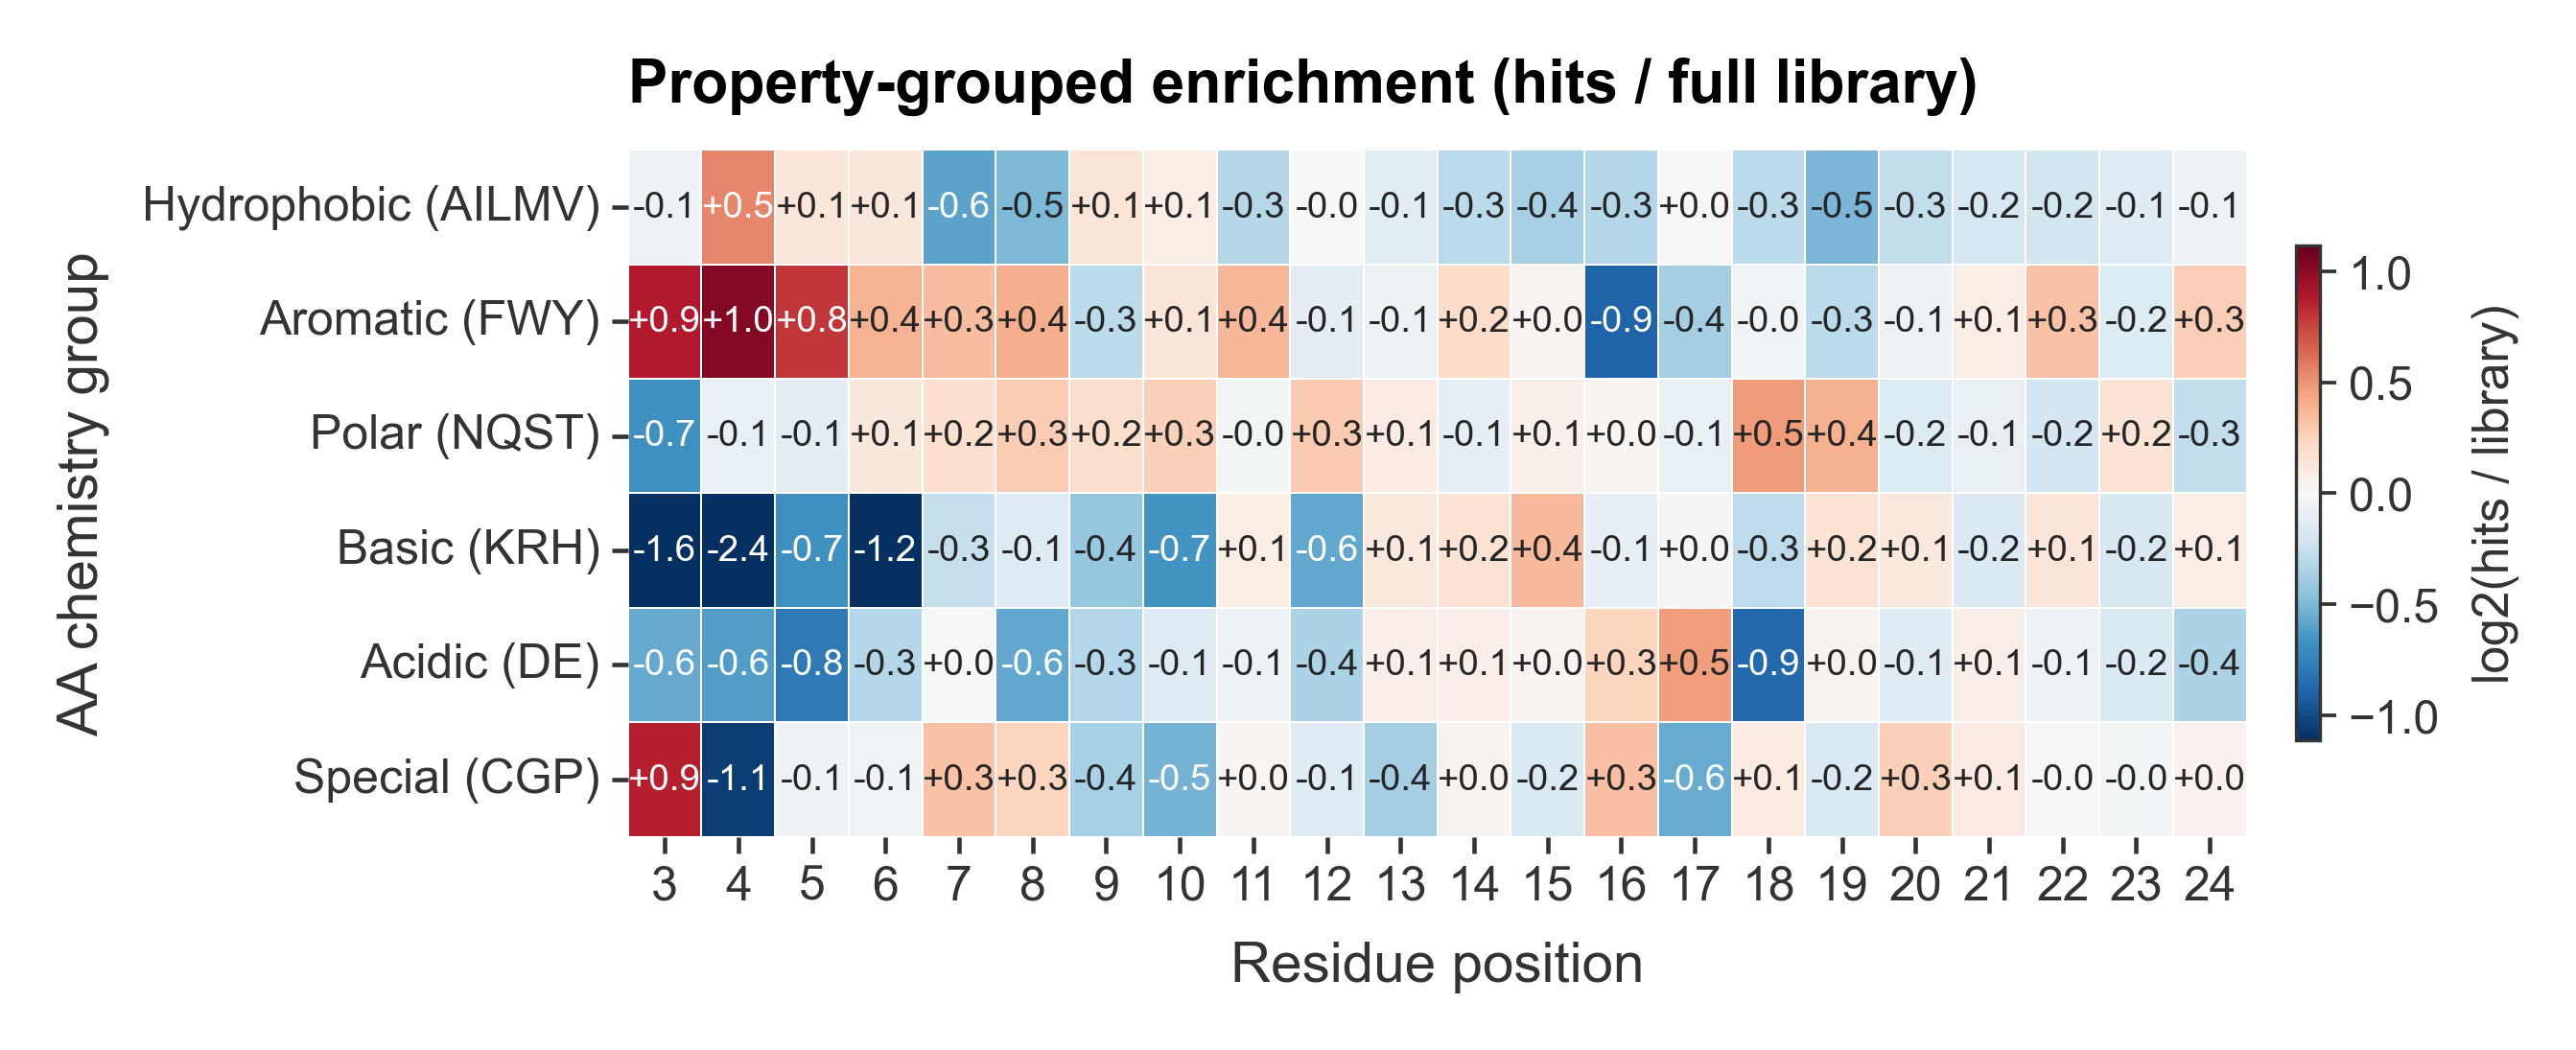 Property-grouped enrichment (hits / full library)
AA chemistry group
Hydrophobic (AILMV) -0.1 +0.5 +0.1 +0.1 -0.6 -0.5 +0.1 +0.1 -0.3 -0.0 -0.1 -0.3 -0.4 -0.3 +0.0 -0.3 -0.5 -0.3 -0.2 -0.2 -0.1 -0.1
Aromatic (FWY) +0.9 +1.0 +0.8 +0.4 +0.3 +0.4 -0.3 +0.1 +0.4 -0.1 -0.1 +0.2 +0.0 -0.9 -0.4 -0.0 -0.3 -0.1 +0.1 +0.3 -0.2 +0.3
Polar (NQST) -0.7 -0.1 -0.1 +0.1 +0.2 +0.3 +0.2 +0.3 -0.0 +0.3 +0.1 -0.1 +0.1 +0.0 -0.1 +0.5 +0.4 -0.2 -0.1 -0.2 +0.2 -0.3
Basic (KRH) -1.6 -2.4 -0.7 -1.2 -0.3 -0.1 -0.4 -0.7 +0.1 -0.6 +0.1 +0.2 +0.4 -0.1 +0.0 -0.3 +0.2 +0.1 -0.2 +0.1 -0.2 +0.1
Acidic (DE) -0.6 -0.6 -0.8 -0.3 +0.0 -0.6 -0.3 -0.1 -0.1 -0.4 +0.1 +0.1 +0.0 +0.3 +0.5 -0.9 +0.0 -0.1 +0.1 -0.1 -0.2 -0.4
Special (CGP) +0.9 -1.1 -0.1 -0.1 +0.3 +0.3 -0.4 -0.5 +0.0 -0.1 -0.4 +0.0 -0.2 +0.3 -0.6 +0.1 -0.2 +0.3 +0.1 -0.0 -0.0 +0.0
3 4 5 6 7 8 9 10 11 12 13 14 15 16 17 18 19 20 21 22 23 24
Residue position
1.0
0.5
0.0
−0.5
−1.0
log2(hits / library)